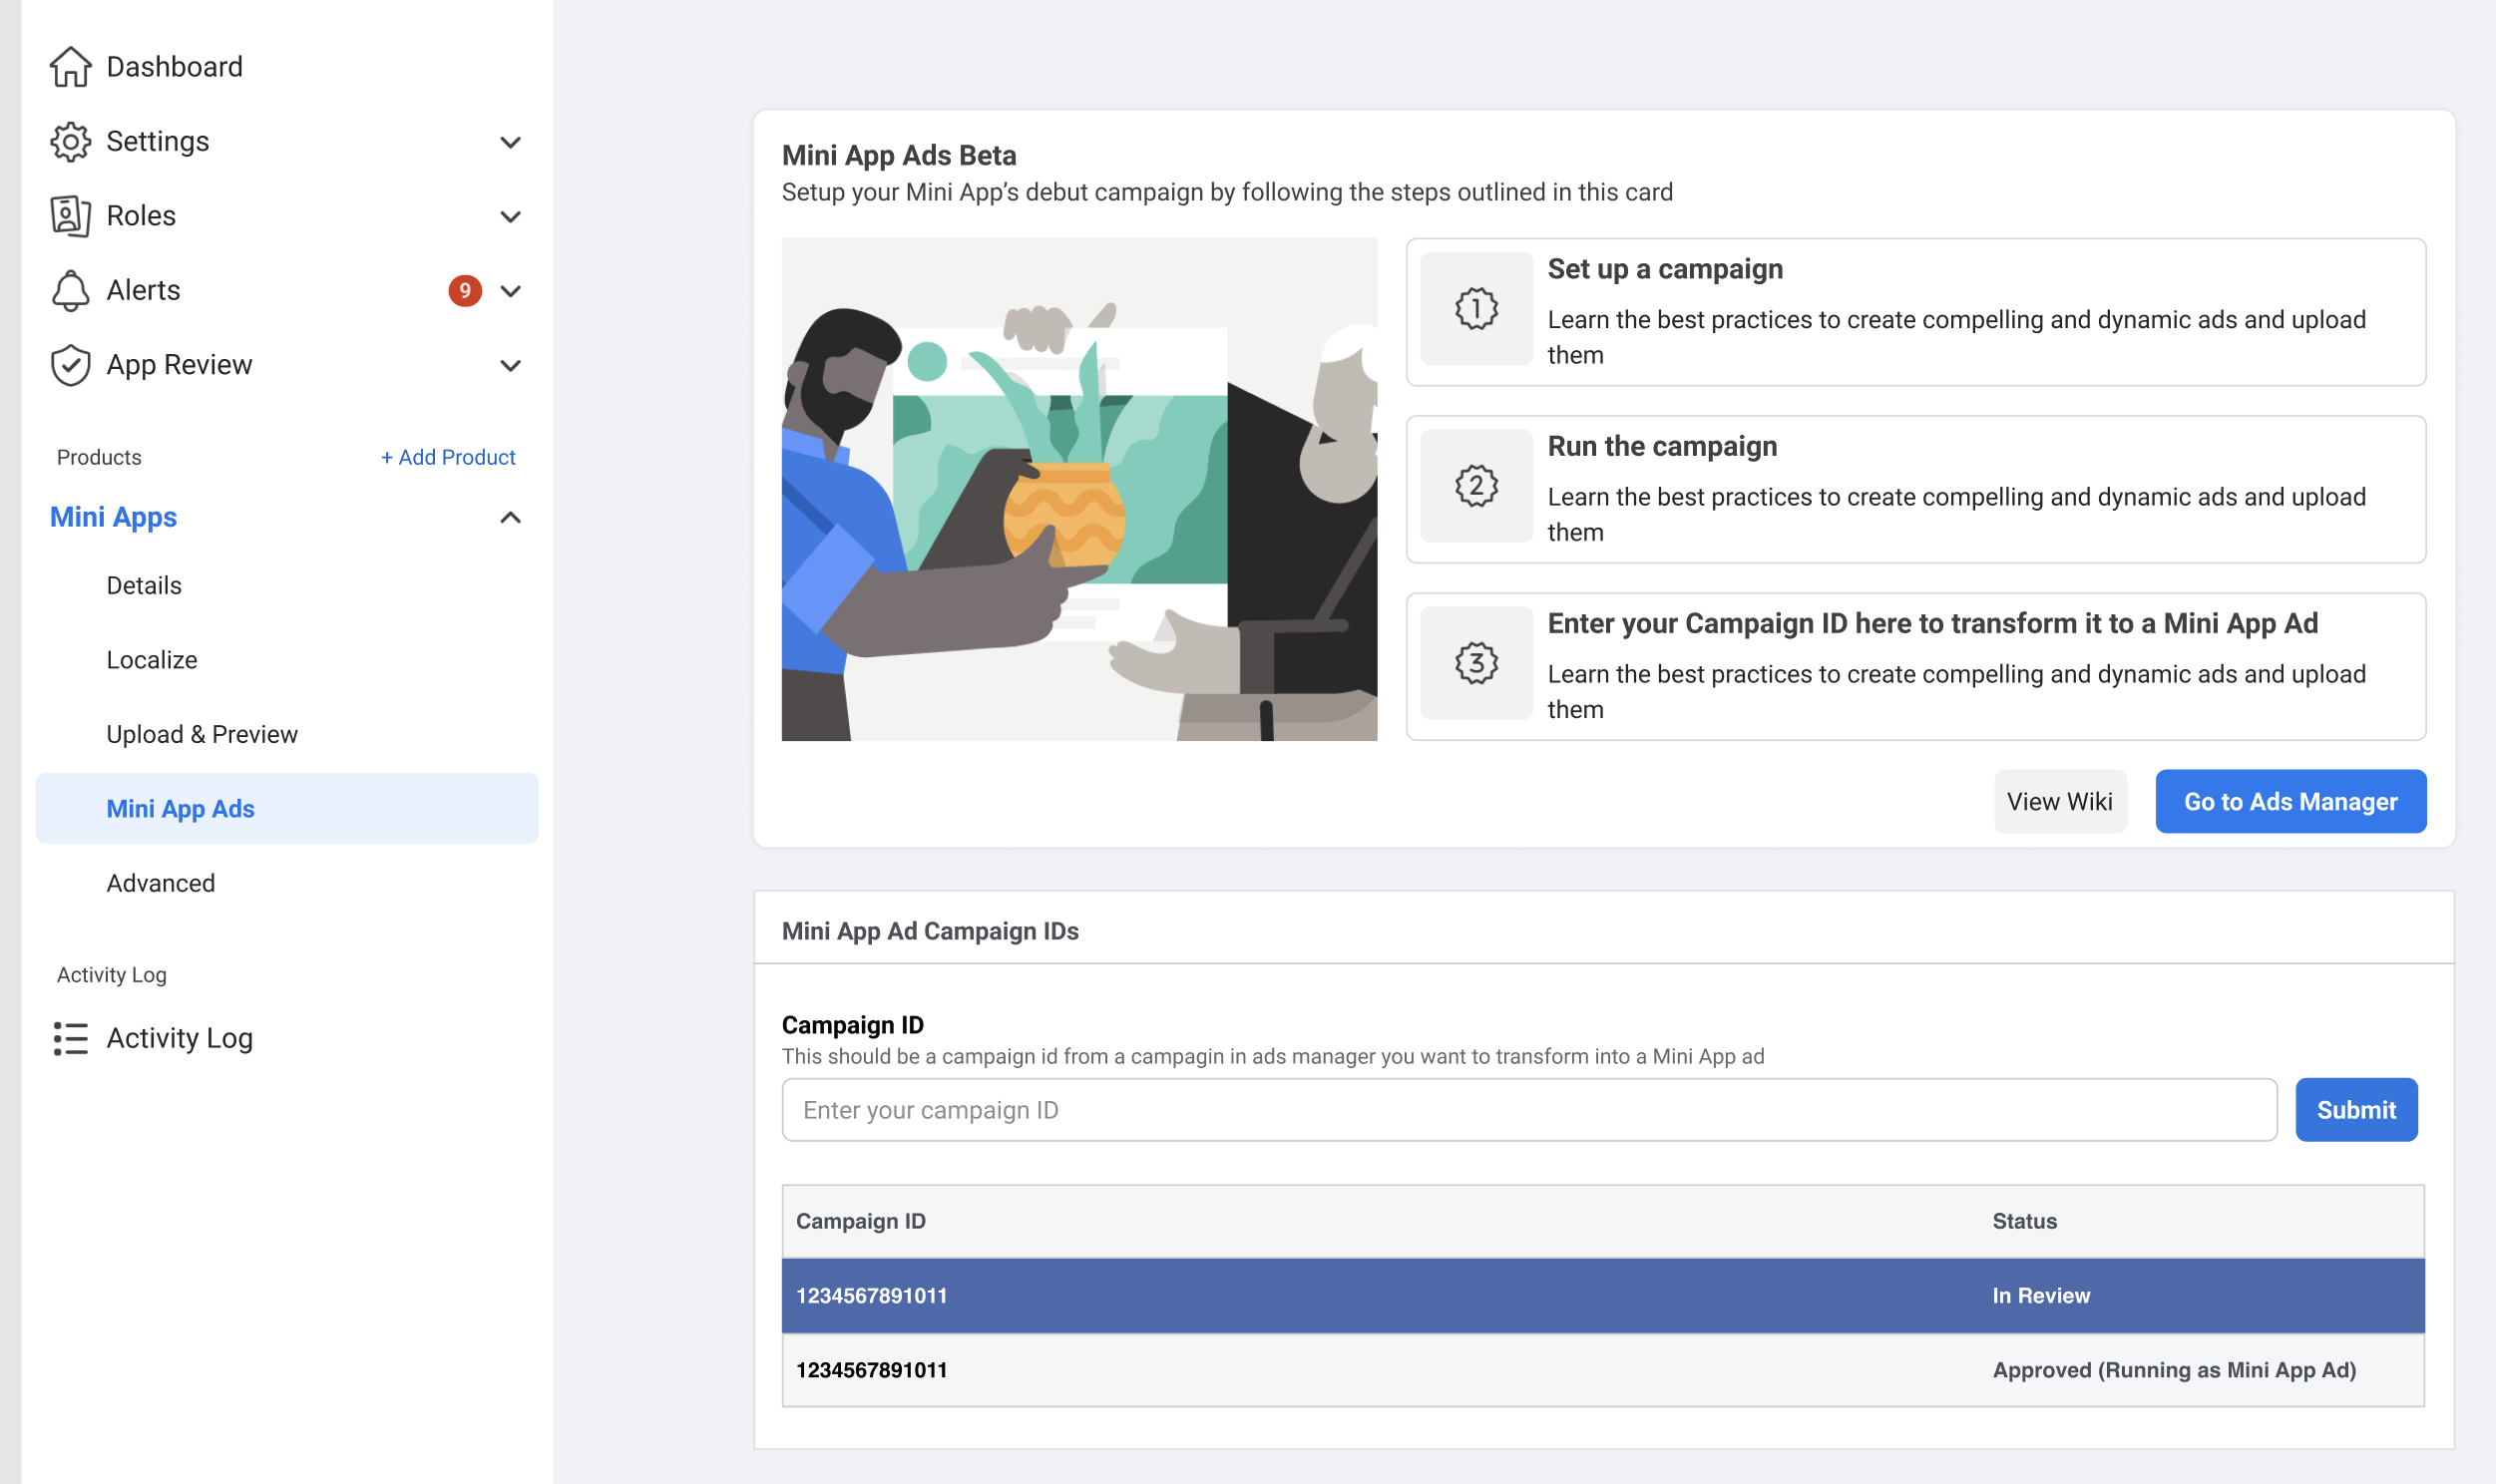 Dashboard
Settings
Roles
Alerts 9
App Review
Products + Add Product
Mini Apps
Details
Localize
Upload & Preview
Mini App Ads
Advanced
Activity Log
Activity Log
Mini App Ads Beta
Setup your Mini App’s debut campaign by following the steps outlined in this card
1
Set up a campaign
Learn the best practices to create compelling and dynamic ads and upload
them
2
Run the campaign
Learn the best practices to create compelling and dynamic ads and upload
them
3
Enter your Campaign ID here to transform it to a Mini App Ad
Learn the best practices to create compelling and dynamic ads and upload
them
View Wiki Go to Ads Manager
Mini App Ad Campaign IDs
Campaign ID
This should be a campaign id from a campagin in ads manager you want to transform into a Mini App ad
Enter your campaign ID Submit
Campaign ID Status
1234567891011 In Review
1234567891011 Approved (Running as Mini App Ad)